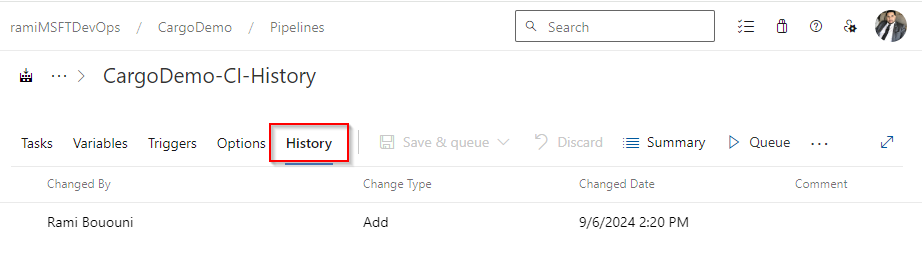 ramiMSFTDevOps / CargoDemo / Pipelines Search
··· > CargoDemo-CI-History
Tasks Variables Triggers Options History Save & queue Discard Summary Queue ...
Changed By Change Type Changed Date Comment
Rami Bououni Add 9/6/2024 2:20 PM